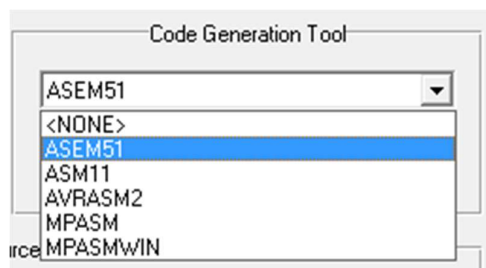 Code Generation Tool
ASEM51
<NONE>
ASEM51
ASM11
AVRASM2
MPASM
MPASMWIN